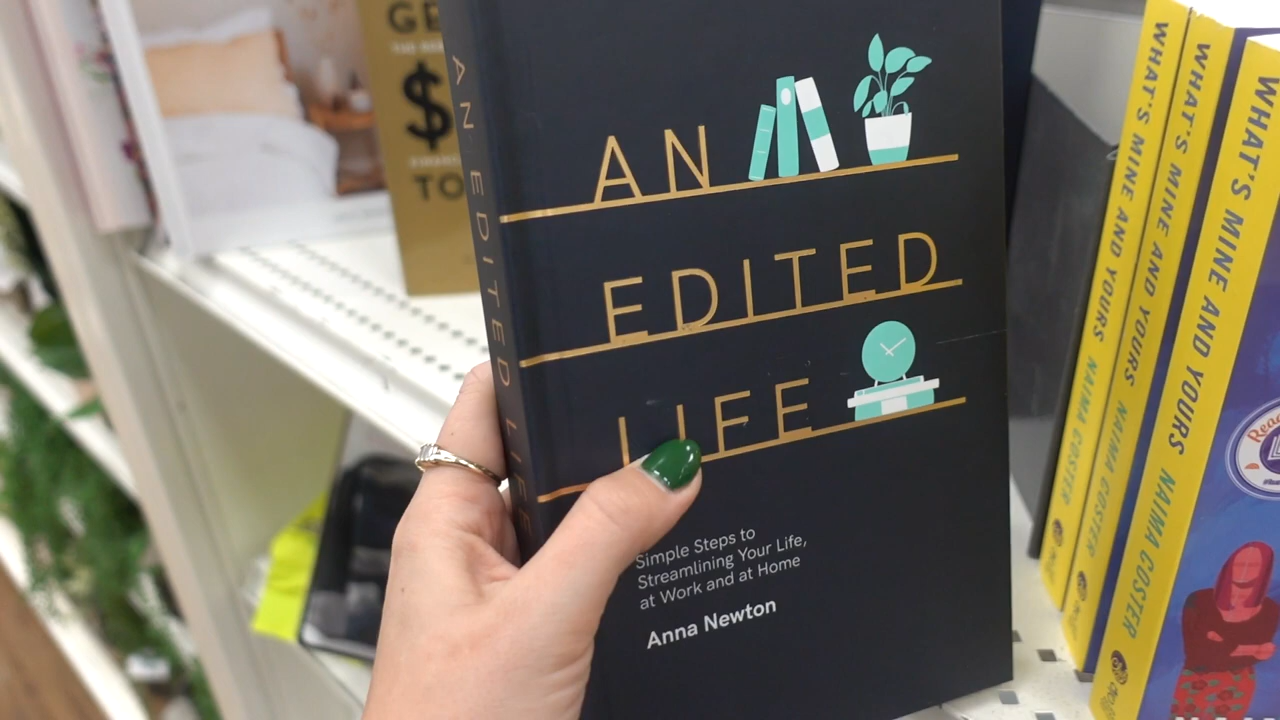 AN
EDITED
LIFE
Simple Steps to
Streamlining Your Life,
at Work and at Home
Anna Newton
AN EDITED LIFE
$
TO
WHAT'S MINE AND YOURS NAIMA COSTER
WHAT'S MINE AND YOURS NAIMA COSTER
WHAT'S MINE AND YOURS NAIMA COSTER